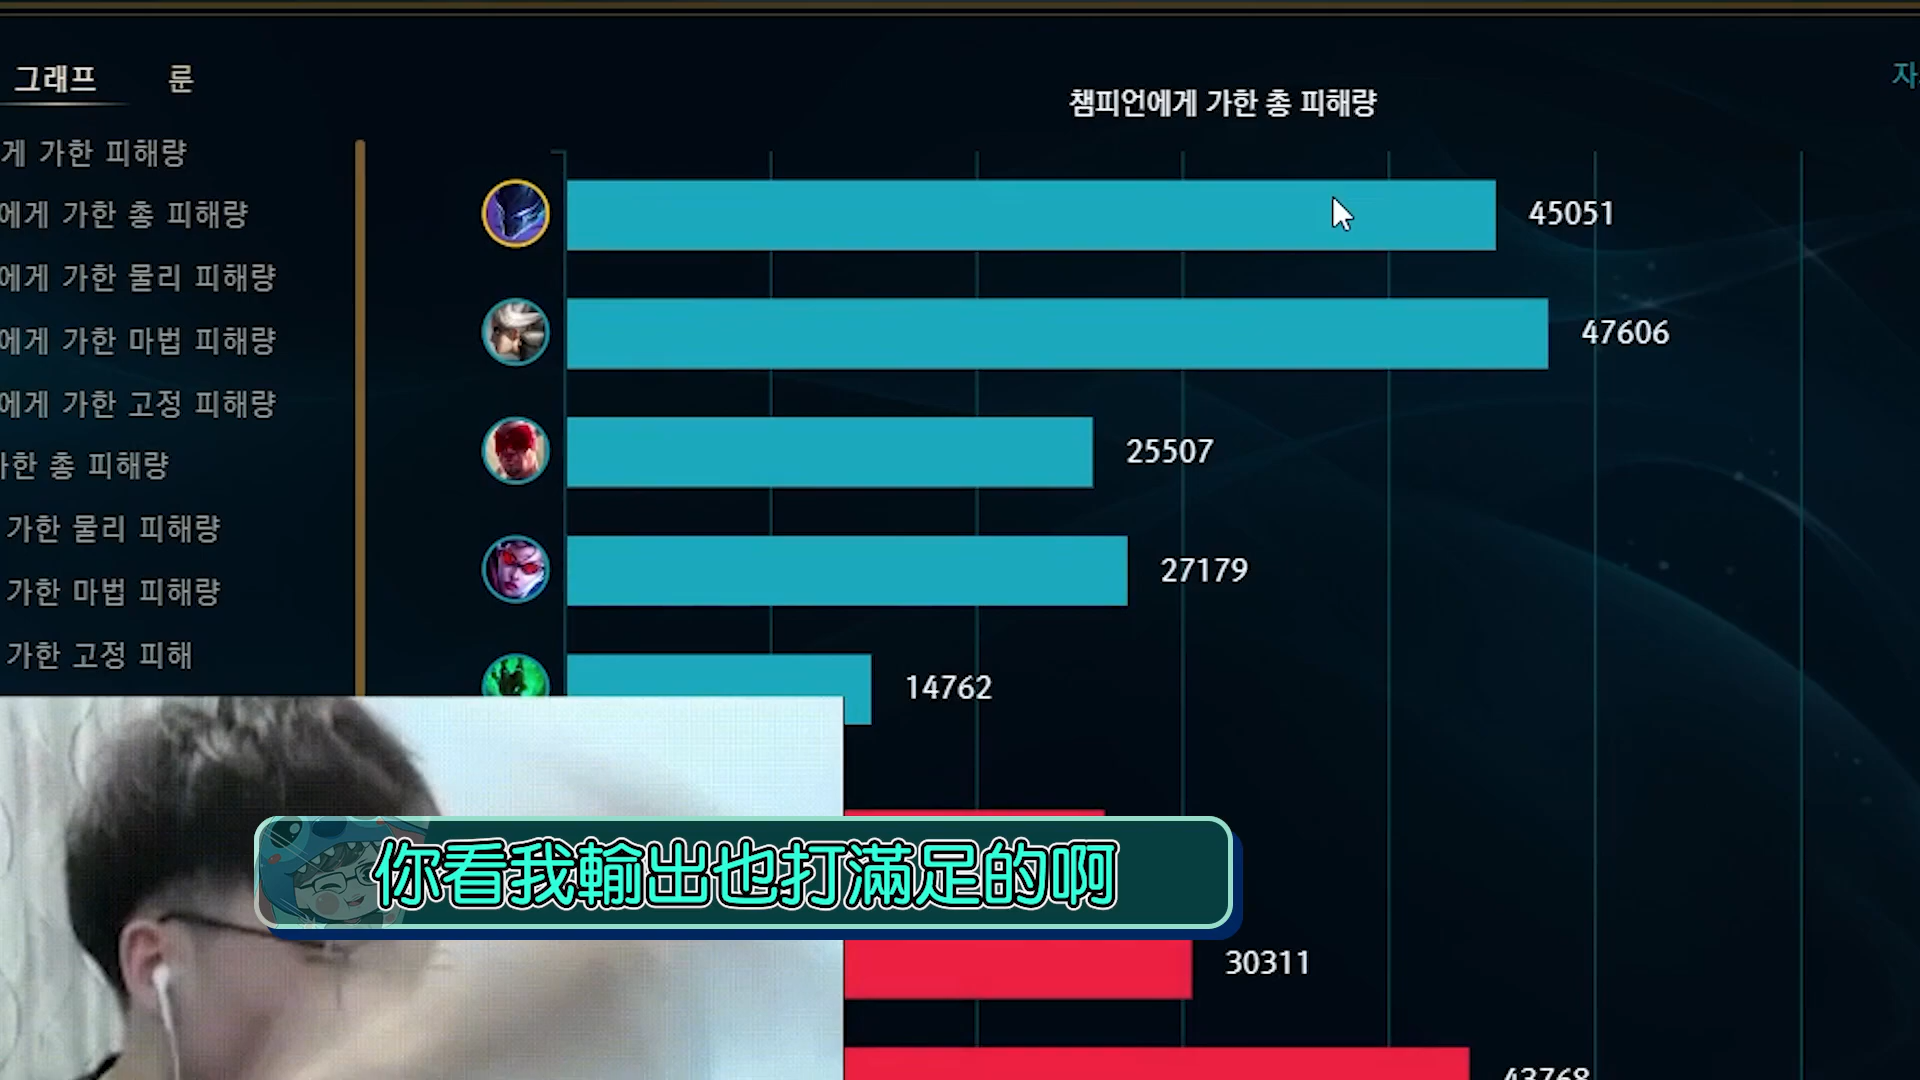 그래프 룬
자
챔피언에게 가한 총 피해량
게 가한 피해량
에게 가한 총 피해량
에게 가한 물리 피해량
에게 가한 마법 피해량
에게 가한 고정 피해량
가한 총 피해량
가한 물리 피해량
가한 마법 피해량
가한 고정 피해
45051
47606
25507
27179
14762
你看我輸出也打滿足的啊
30311
43768